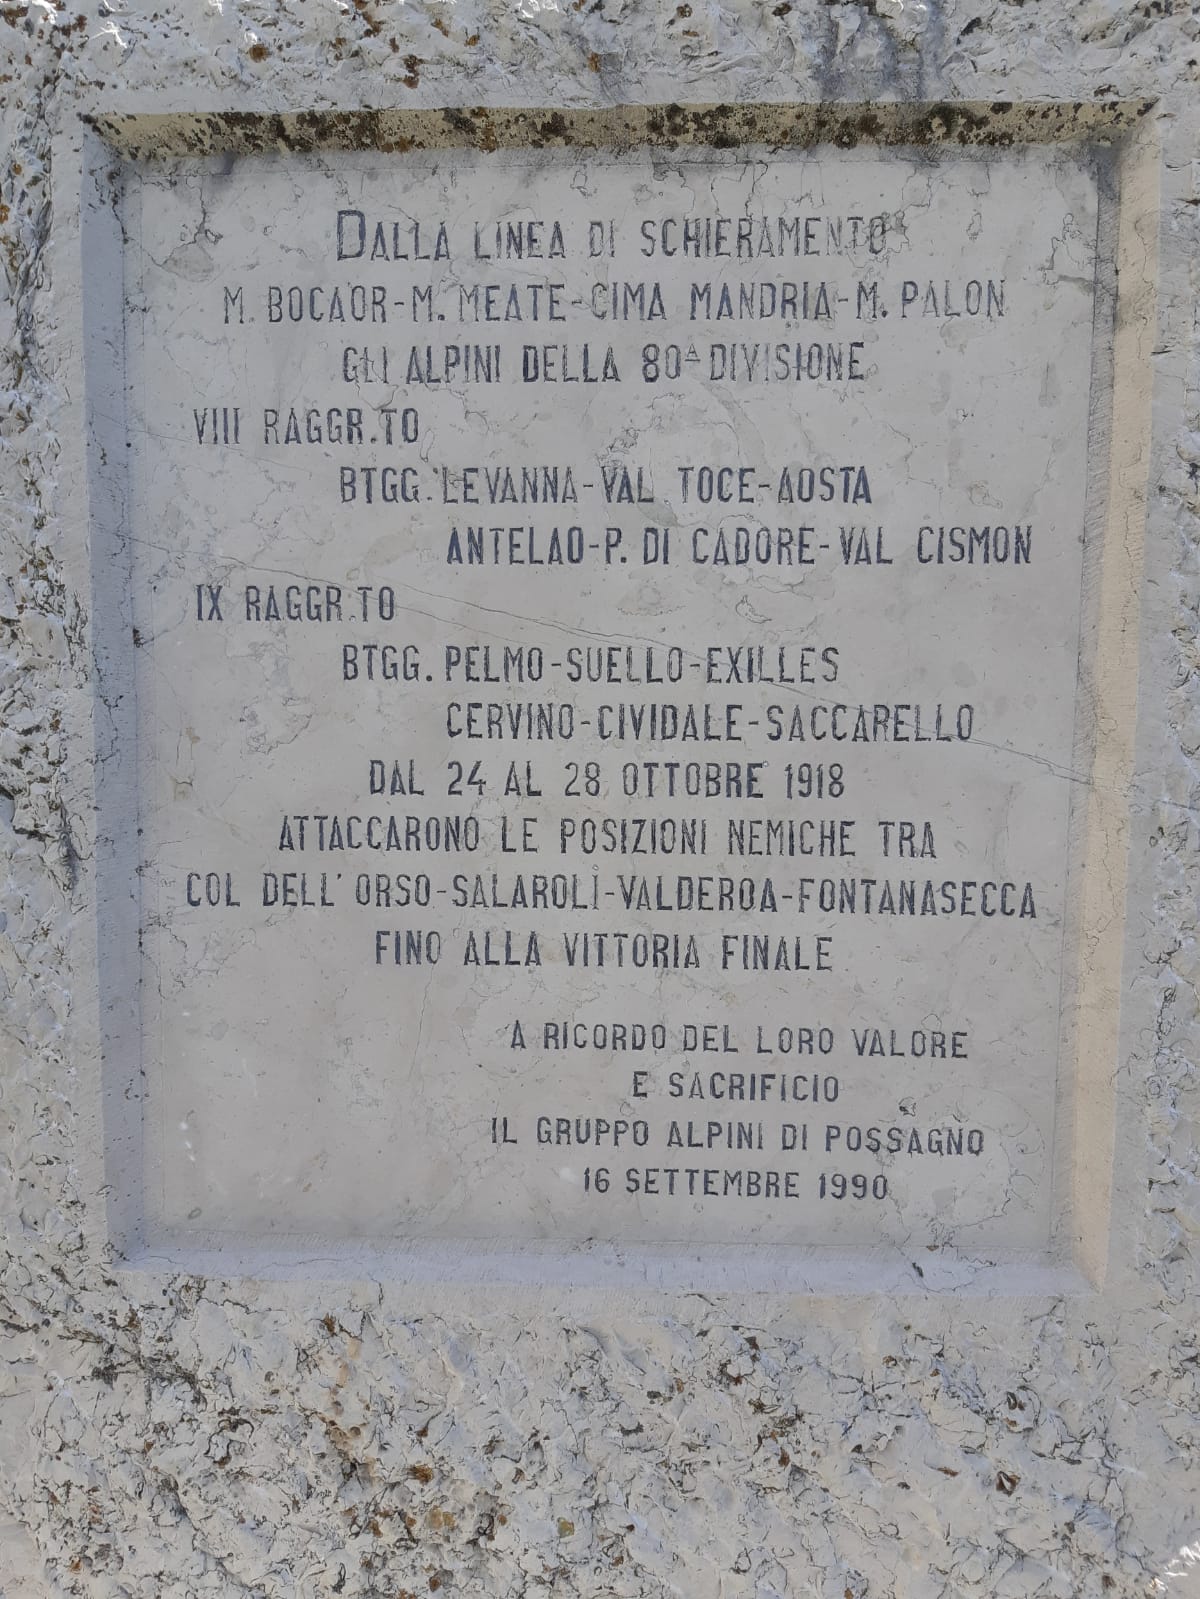 DALLA LINEA DI SCHIERAMENTO
M. BOCAOR-M. MEATE-CIMA MANDRIA-M. PALON
GLI ALPINI DELLA 80ᴬ DIVISIONE
VIII RAGGR.TO
BTGG. LEVANNA-VAL TOCE-AOSTA
ANTELAO-P. DI CADORE-VAL CISMON
IX RAGGR.TO
BTGG. PELMO-SUELLO-EXILLES
CERVINO-CIVIDALE-SACCARELLO
DAL 24 AL 28 OTTOBRE 1918
ATTACCARONO LE POSIZIONI NEMICHE TRA
COL DELL'ORSO-SALAROLI-VALDEROA-FONTANASECCA
FINO ALLA VITTORIA FINALE
A RICORDO DEL LORO VALORE
E SACRIFICIO
IL GRUPPO ALPINI DI POSSAGNO
16 SETTEMBRE 1990